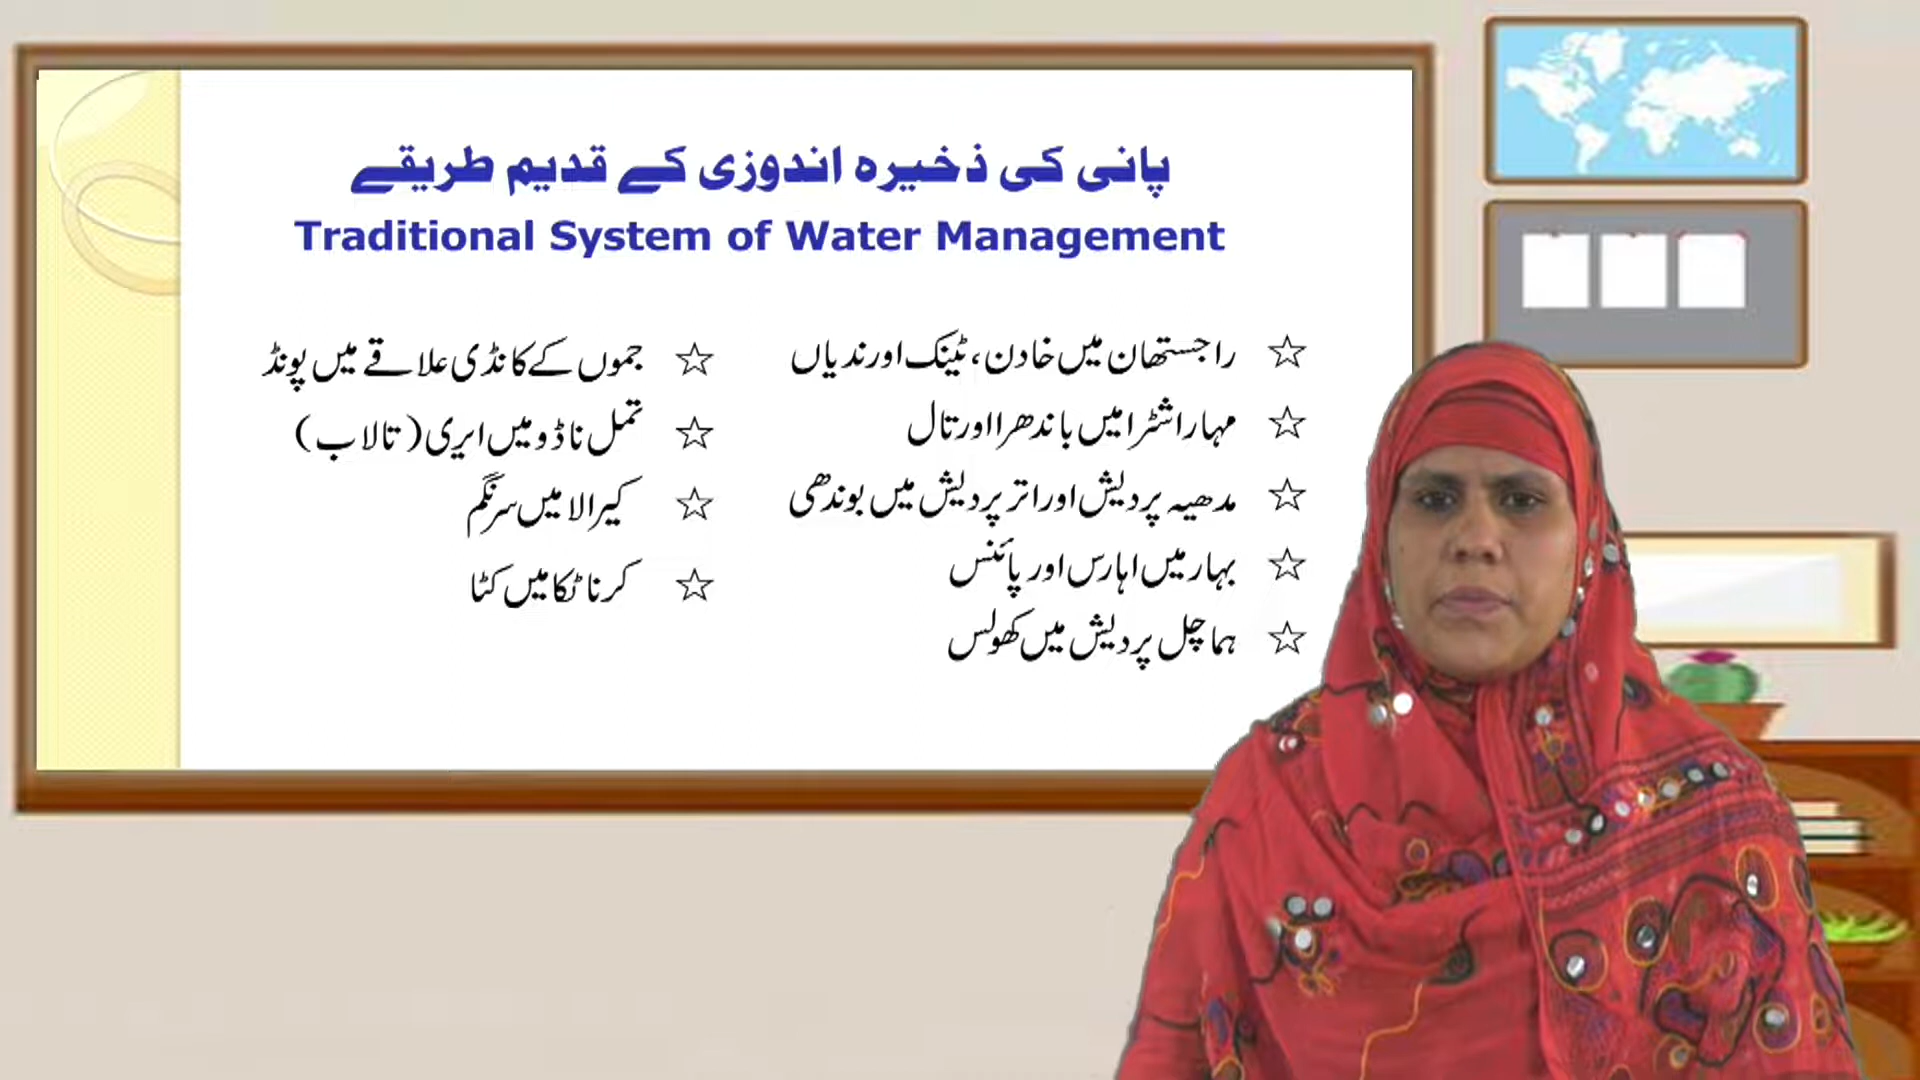 پانی کی ذخیرہ اندوزی کے قدیم طریقے
Traditional System of Water Management
☆ راجستھان میں خادن، ٹینک اور ندیاں
☆ مہاراشٹرا میں باندھرا اور تال
☆ مدھیہ پردیش اور اتر پردیش میں بوندھی
☆ بہار میں اہارس اور پائنس
☆ ہماچل پردیش میں کھولس
☆ جموں کے کانڈی علاقے میں پونڈ
☆ تمل ناڈو میں ایری (تالاب)
☆ کیرالا میں سرنگم
☆ کرناٹکا میں کٹا